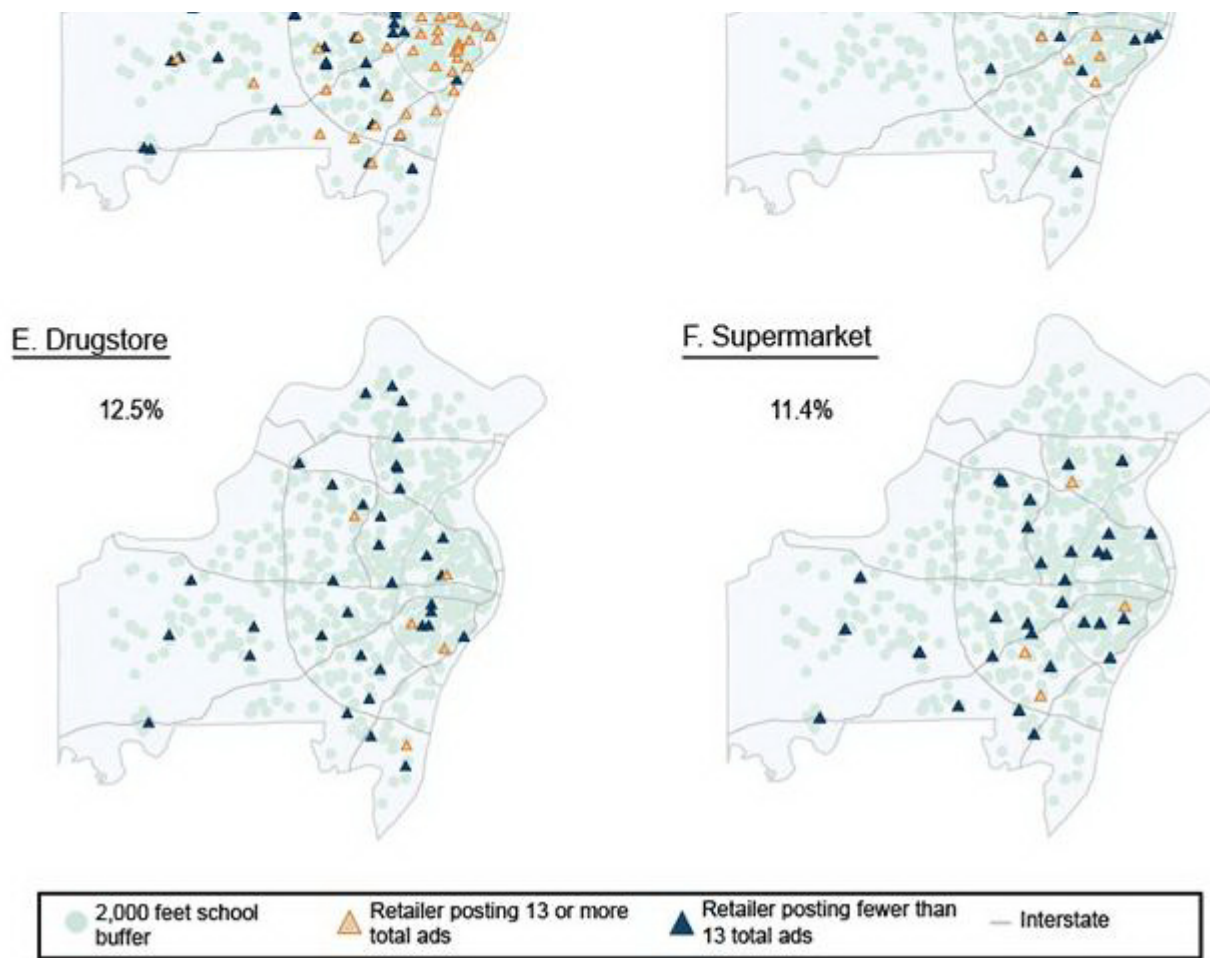 E. Drugstore
F. Supermarket
12.5%
11.4%
2,000 feet school
buffer
Retailer posting 13 or more
total ads
Retailer posting fewer than
13 total ads
Interstate